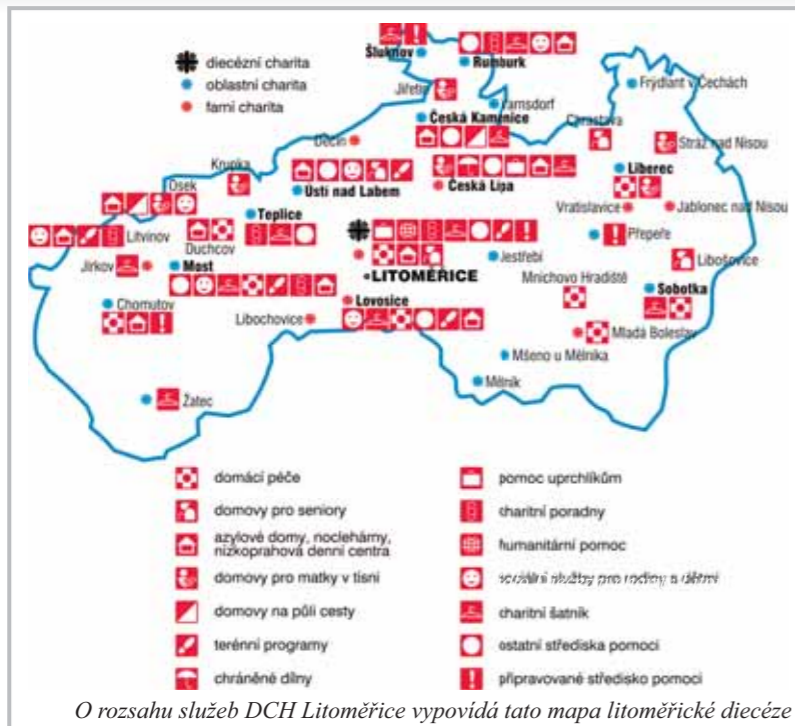 Šluknov
Rumburk
diecézní charita
oblastní charita
farní charita
Jiřetín
Varnsdorf
Frýdlant v Čechách
Česká Kamenice
Chrastava
Děčín
Stráž nad Nisou
Krupka
Osek
Ústí nad Labem
Česká Lípa
Liberec
Teplice
Vratislavice
Jablonec nad Nisou
Litvínov
Duchcov
Přepeře
Jirkov
Most
LITOMĚŘICE
Jestřebí
Libošovice
Mnichovo Hradiště
Sobotka
Chomutov
Lovosice
Libochovice
Mladá Boleslav
Mšeno u Mělníka
Mělník
Žatec
domácí péče
domovy pro seniory
azylové domy, noclehárny,
nízkoprahová denní centra
domovy pro matky v tísni
domovy na půli cesty
terénní programy
chráněné dílny
pomoc uprchlíkům
charitní poradny
humanitární pomoc
sociální služby pro rodiny s dětmi
charitní šatník
ostatní střediska pomoci
připravované středisko pomoci
O rozsahu služeb DCH Litoměřice vypovídá tato mapa litoměřické diecéze